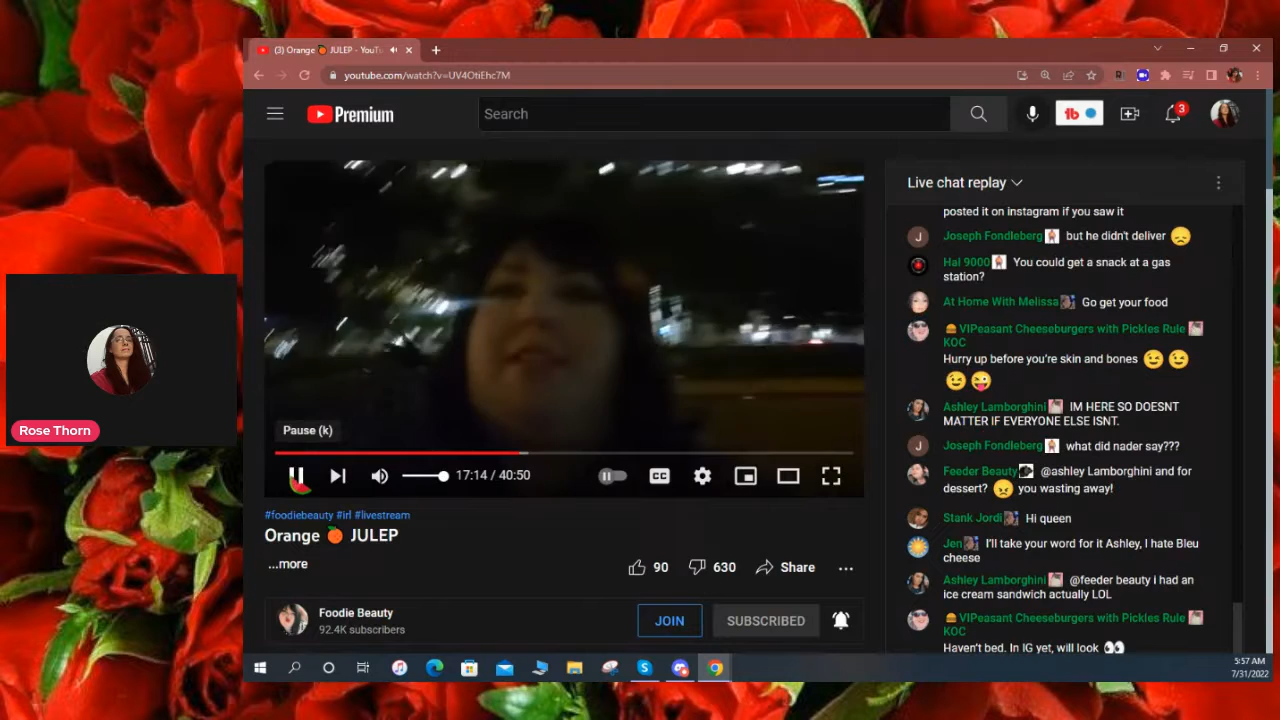 (3) Orange 🍊 JULEP - YouTu
youtube.com/watch?v=UV4OtiEhc7M
Premium
Search
3
Live chat replay
posted it on instagram if you saw it
J
Joseph Fondleberg but he didn't deliver 😞
Hal 9000 You could get a snack at a gas
station?
At Home With Melissa Go get your food
🍔VIPeasant Cheeseburgers with Pickles Rule
KOC
Hurry up before you're skin and bones 😉 😉
😉 😜
Ashley Lamborghini IM HERE SO DOESNT
MATTER IF EVERYONE ELSE ISNT.
J
Joseph Fondleberg what did nader say???
Feeder Beauty @ashley Lamborghini and for
dessert? 😠 you wasting away!
Stank Jordi Hi queen
Jen I'll take your word for it Ashley, I hate Bleu
cheese
Ashley Lamborghini @feeder beauty i had an
ice cream sandwich actually LOL
VIPeasant Cheeseburgers with Pickles Rule
KOC
Haven't bed. In IG yet, will look 👀
Rose Thorn
Pause (k)
17:14 / 40:50
CC
#foodiebeauty #irl #livestream
Orange 🍊 JULEP
...more
90
630
Share
Foodie Beauty
92.4K subscribers
JOIN
SUBSCRIBED
5:57 AM
7/31/2022